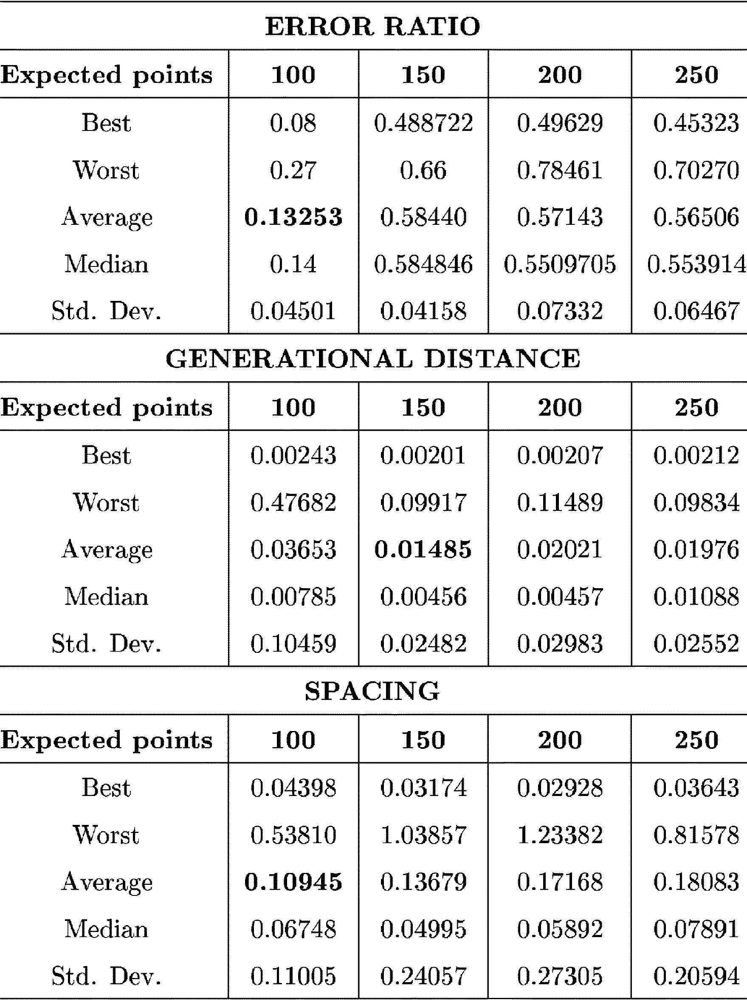 ERROR RATIO
Expected points 100 150 200 250
Best 0.08 0.488722 0.49629 0.45323
Worst 0.27 0.66 0.78461 0.70270
Average 0.13253 0.58440 0.57143 0.56506
Median 0.14 0.584846 0.5509705 0.553914
Std. Dev. 0.04501 0.04158 0.07332 0.06467
GENERATIONAL DISTANCE
Expected points 100 150 200 250
Best 0.00243 0.00201 0.00207 0.00212
Worst 0.47682 0.09917 0.11489 0.09834
Average 0.03653 0.01485 0.02021 0.01976
Median 0.00785 0.00456 0.00457 0.01088
Std. Dev. 0.10459 0.02482 0.02983 0.02552
SPACING
Expected points 100 150 200 250
Best 0.04398 0.03174 0.02928 0.03643
Worst 0.53810 1.03857 1.23382 0.81578
Average 0.10945 0.13679 0.17168 0.18083
Median 0.06748 0.04995 0.05892 0.07891
Std. Dev. 0.11005 0.24057 0.27305 0.20594